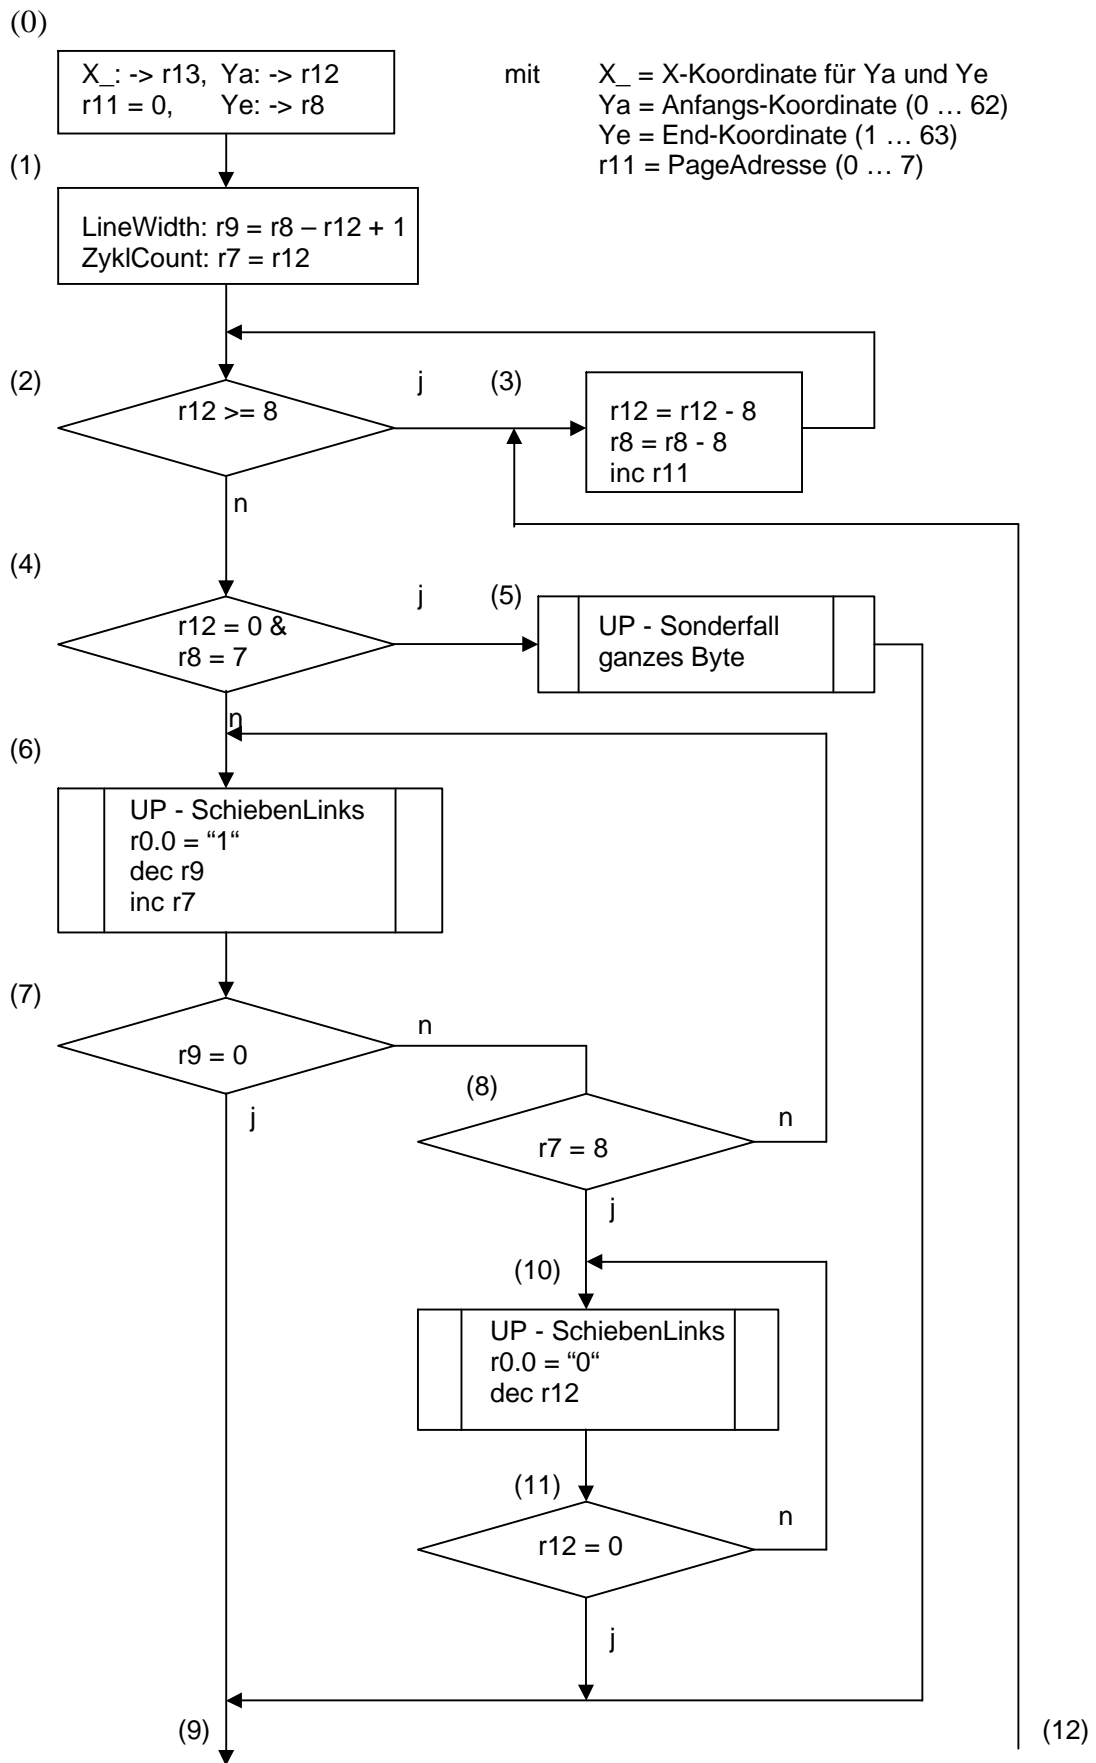 (0)
X_: -> r13, Ya: -> r12
r11 = 0, Ye: -> r8
mit X_ = X-Koordinate für Ya und Ye
Ya = Anfangs-Koordinate (0 … 62)
Ye = End-Koordinate (1 … 63)
r11 = PageAdresse (0 … 7)
(1)
LineWidth: r9 = r8 – r12 + 1
ZyklCount: r7 = r12
(2)
r12 >= 8
j
(3)
r12 = r12 - 8
r8 = r8 - 8
inc r11
n
(4)
r12 = 0 &
r8 = 7
j
(5)
UP - Sonderfall
ganzes Byte
n
(6)
UP - SchiebenLinks
r0.0 = “1“
dec r9
inc r7
(7)
r9 = 0
n
j
(8)
r7 = 8
n
j
(10)
UP - SchiebenLinks
r0.0 = “0“
dec r12
(11)
r12 = 0
n
j
(9)
(12)